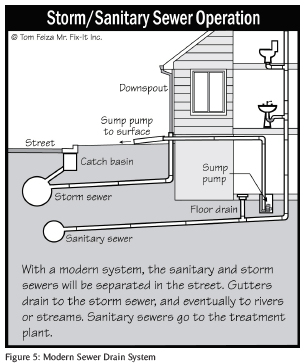 Storm/Sanitary Sewer Operation
© Tom Feiza Mr. Fix-It Inc.
Downspout
Sump pump
to surface
Street
Catch basin
Sump
pump
Storm sewer
Floor drain
Sanitary sewer
With a modern system, the sanitary and storm
sewers will be separated in the street. Gutters
drain to the storm sewer, and eventually to rivers
or streams. Sanitary sewers go to the treatment
plant.
Figure 5: Modern Sewer Drain System